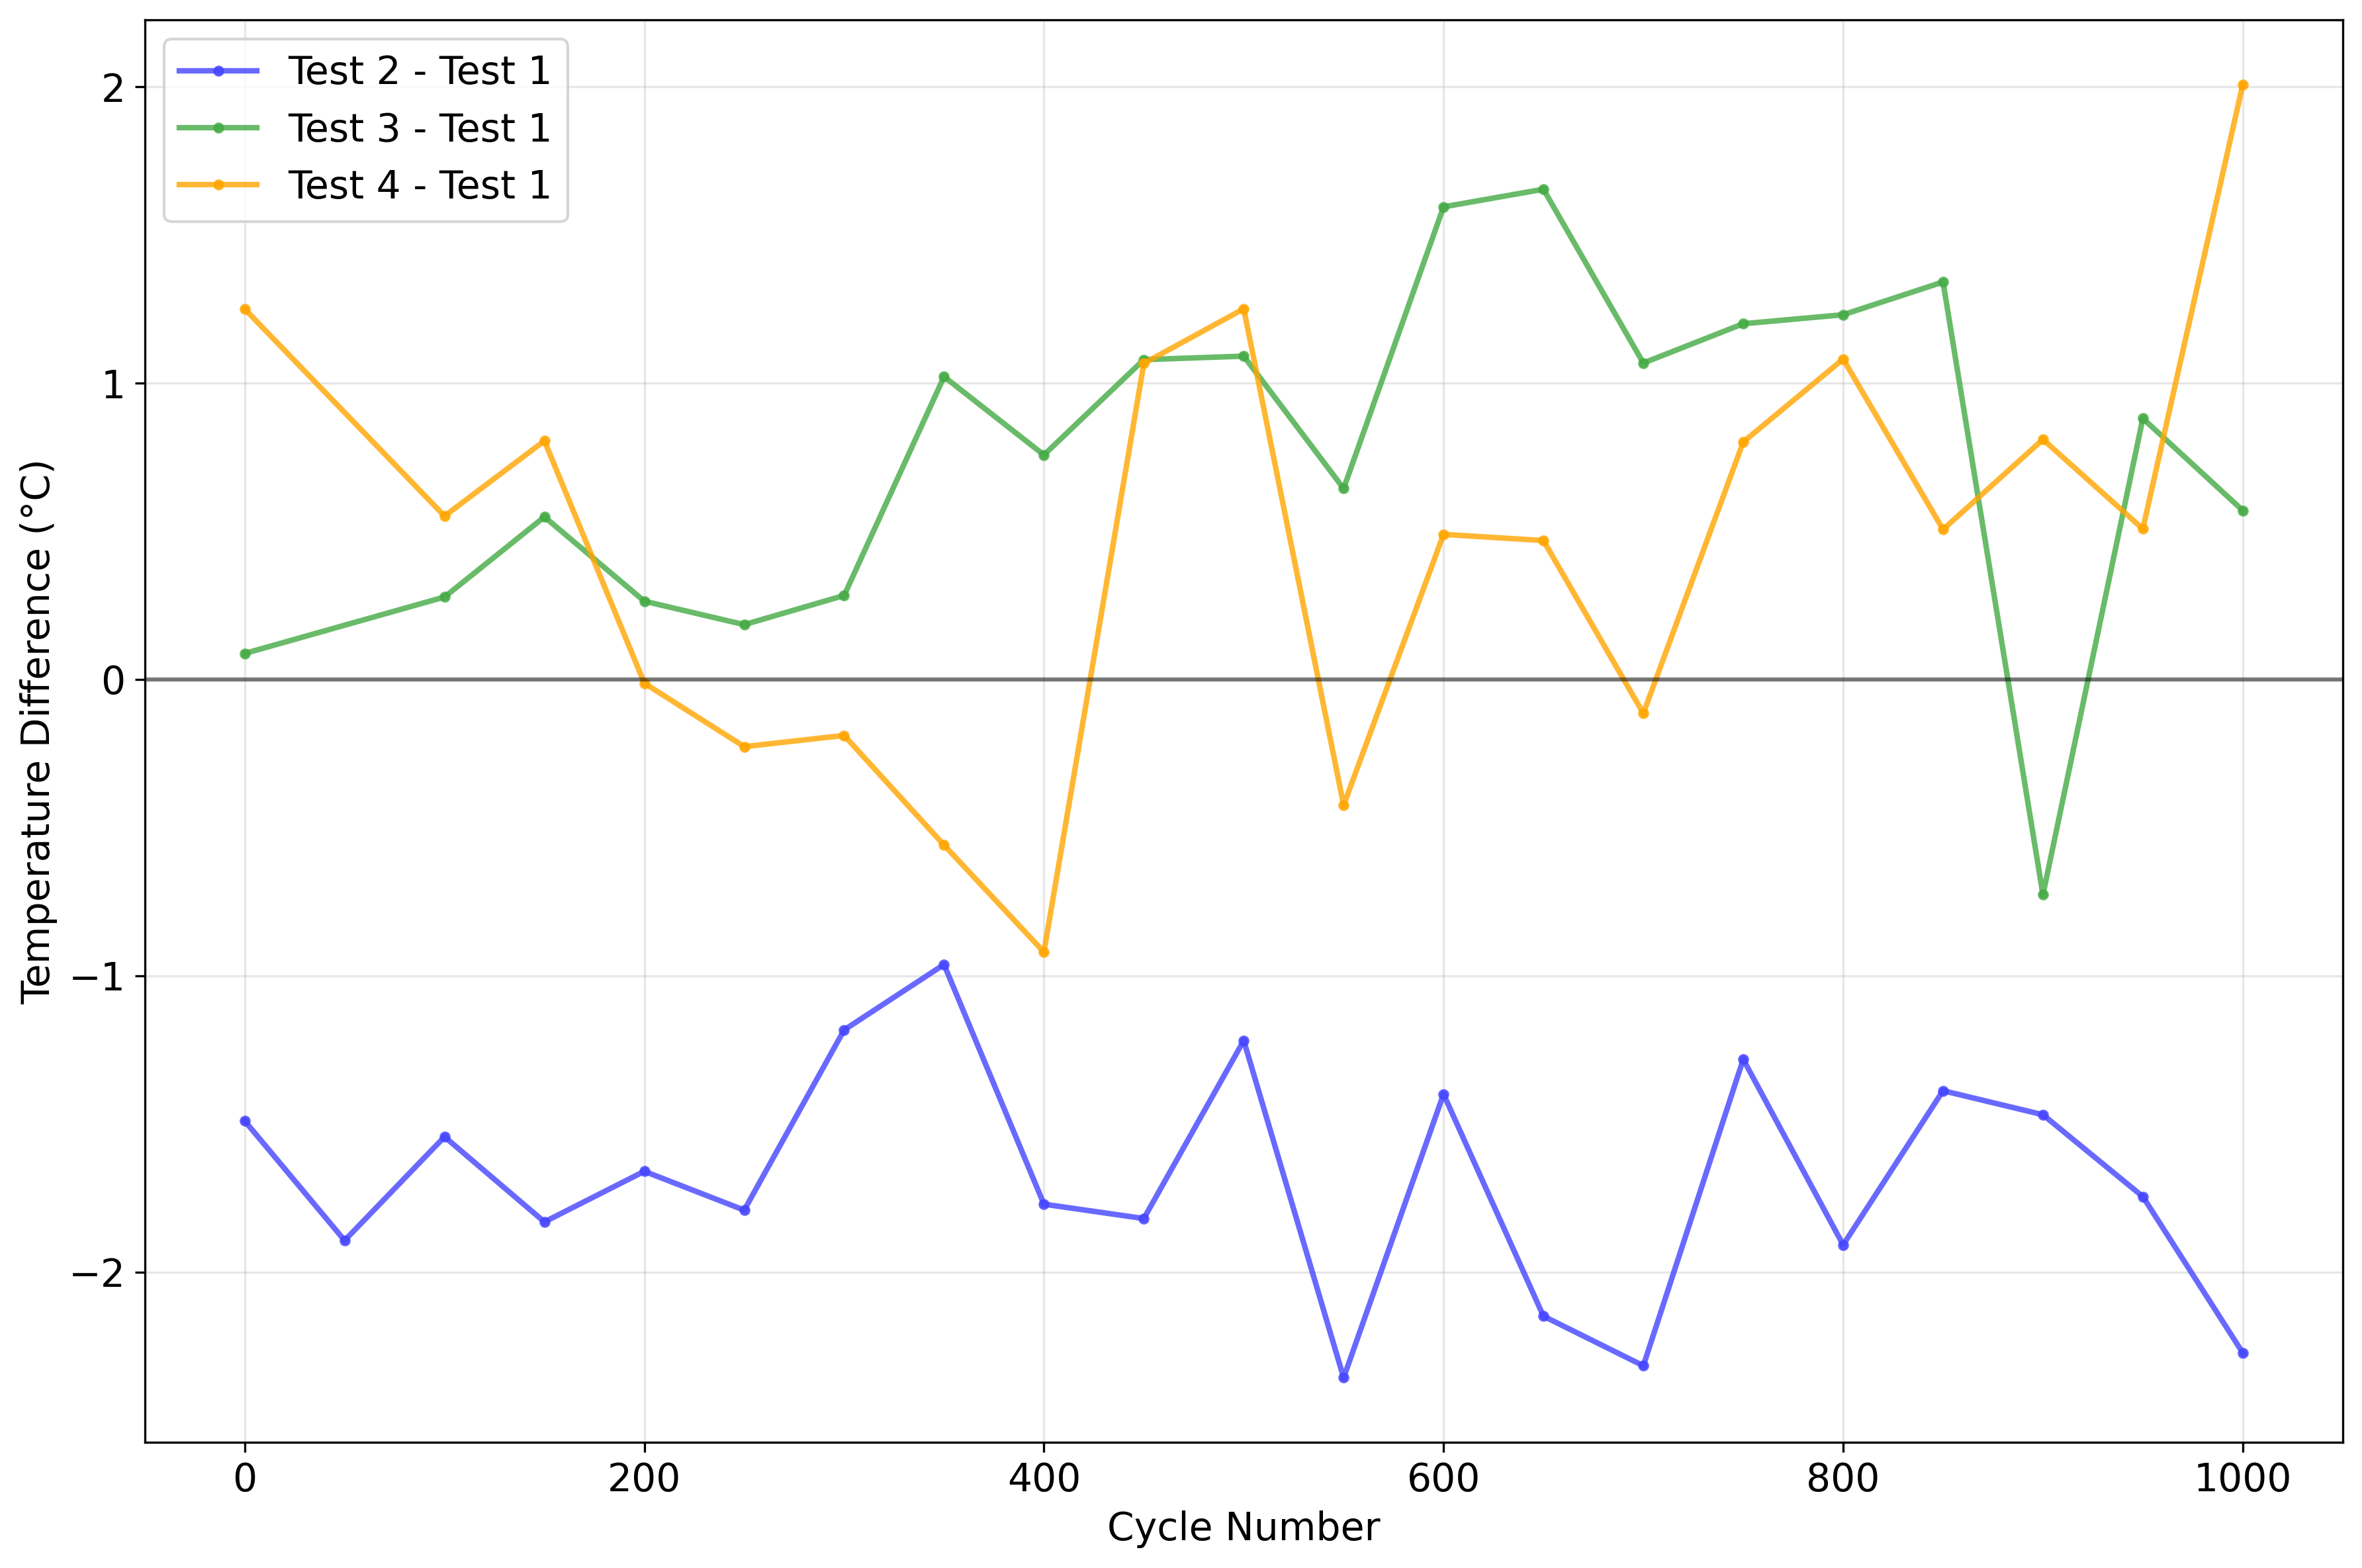 Test 2 - Test 1
Test 3 - Test 1
Test 4 - Test 1
Temperature Difference (°C)
2
1
0
−1
−2
0 200 400 600 800 1000
Cycle Number